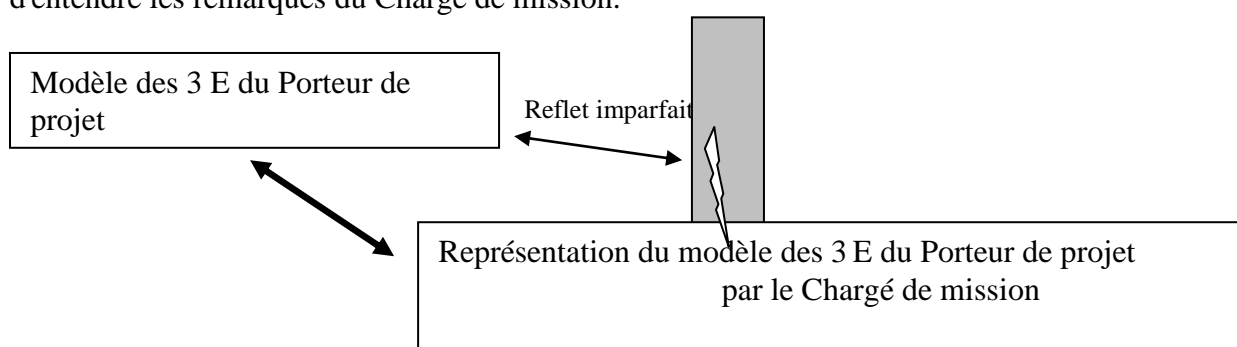 d'entendre les remarques du Chargé de mission.
Modèle des 3 E du Porteur de
projet
Reflet imparfait
Représentation du modèle des 3 E du Porteur de projet
par le Chargé de mission